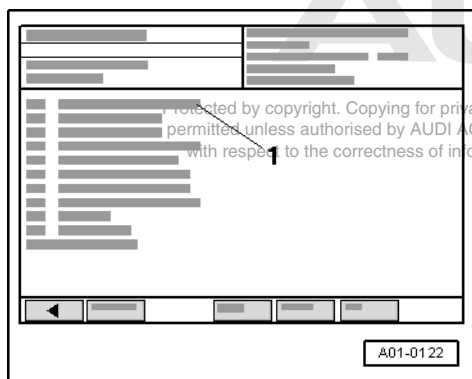 Protected by copyright. Copying for priva
permitted unless authorised by AUDI AG
with respect to the correctness of info
1
A01-0122